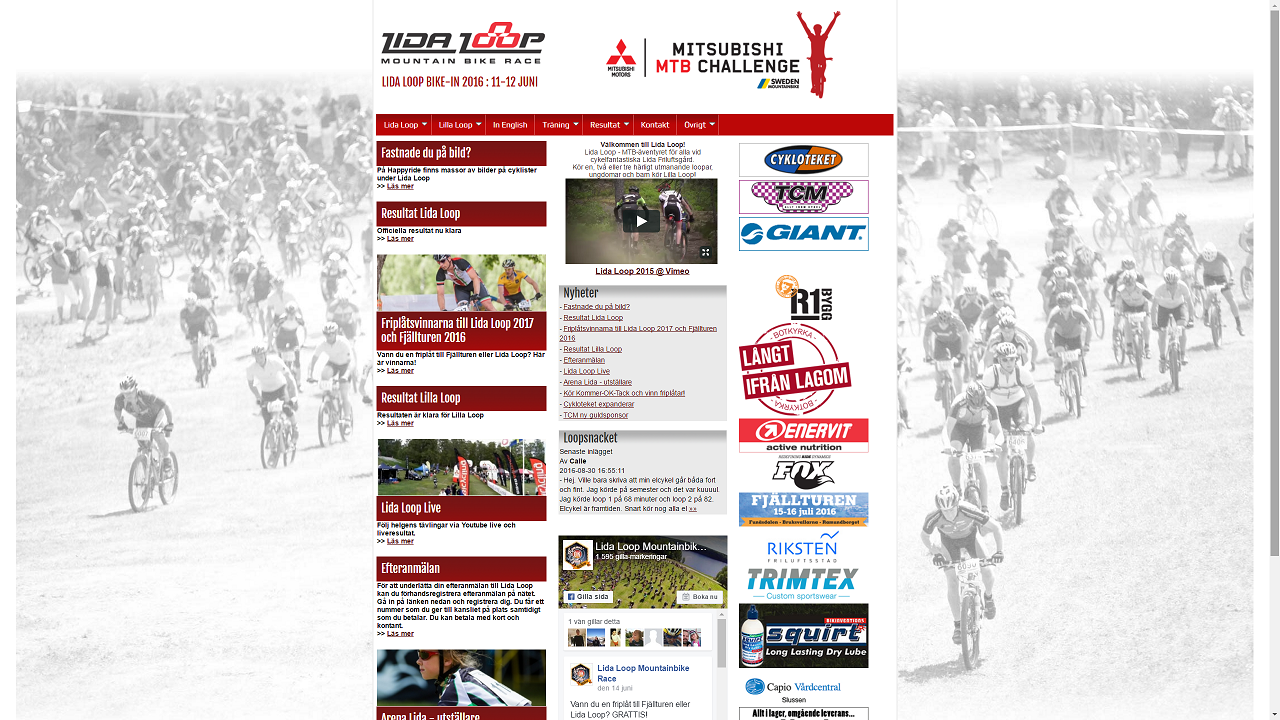 LIDA LOOP
MOUNTAIN BIKE RACE
LIDA LOOP BIKE-IN 2016 : 11-12 JUNI
MITSUBISHI MOTORS
MITSUBISHI
MTB CHALLENGE
SWEDEN MOUNTAINBIKE
Lida Loop
Lilla Loop
In English
Träning
Resultat
Kontakt
Övrigt
Fastnade du på bild?
På Happyride finns massor av bilder på cyklister
under Lida Loop
>> Läs mer
Resultat Lida Loop
Officiella resultat nu klara
>> Läs mer
Friplåtsvinnarna till Lida Loop 2017
och Fjällturen 2016
Vann du en friplåt till Fjällturen eller Lida Loop? Här
är vinnarna!
>> Läs mer
Resultat Lilla Loop
Resultaten är klara för Lilla Loop
>> Läs mer
Lida Loop Live
Följ helgens tävlingar via Youtube live och
liveresultat.
>> Läs mer
Efteranmälan
För att underlätta din efteranmälan till Lida Loop
kan du förhandsregistrera efteranmälan på nätet.
Gå in på länken nedan och registrera dig. Du får ett
nummer som du ger till kansliet på plats samtidigt
som du betalar. Du kan betala med kort och
kontant.
>> Läs mer
Arena Lida - utställare
Välkommen till Lida Loop!
Lida Loop - MTB-äventyret för alla vid
cykelfantastiska Lida Friluftsgård.
Kör en, två eller tre härligt utmanande loopar,
ungdomar och barn kör Lilla Loop!
Lida Loop 2015 @ Vimeo
Nyheter
- Fastnade du på bild?
- Resultat Lida Loop
- Friplåtsvinnarna till Lida Loop 2017 och Fjällturen
2016
- Resultat Lilla Loop
- Efteranmälan
- Lida Loop Live
- Arena Lida - utställare
- Kör Kommer-OK-Tack och vinn friplåtar!
- Cykloteket expanderar
- TCM ny guldsponsor
Loopsnacket
Senaste inlägget
Av Calle
2016-08-30 16:55:11
- Hej. Ville bara skriva att min elcykel går båda fort
och fint. Jag körde på semester och det var kuuuul.
Jag körde loop 1 på 68 minuter och loop 2 på 82.
Elcykel är framtiden. Snart kör nog alla el »»
Lida Loop Mountainbik...
1 595 gilla-markeringar
Gilla sida
Boka nu
1 vän gillar detta
Lida Loop Mountainbike
Race
den 14 juni
Vann du en friplåt till Fjällturen eller
Lida Loop? GRATTIS!
CYKLOTEKET
TCM
GIANT
R1 BYGG
BOTKYRKA
LÅNGT
IFRÅN LAGOM
BOTKYRKA
ENERVIT
active nutrition
FOX
FJÄLLTUREN
15-16 juli 2016
Funäsdalen - Bruksvallarna - Ramundberget
RIKSTEN
FRILUFTSSTAD
TRIMTEX
Custom sportswear
squirt
Long Lasting Dry Lube
Capio Vårdcentral
Slussen
Allt i lager, omgående leverans...